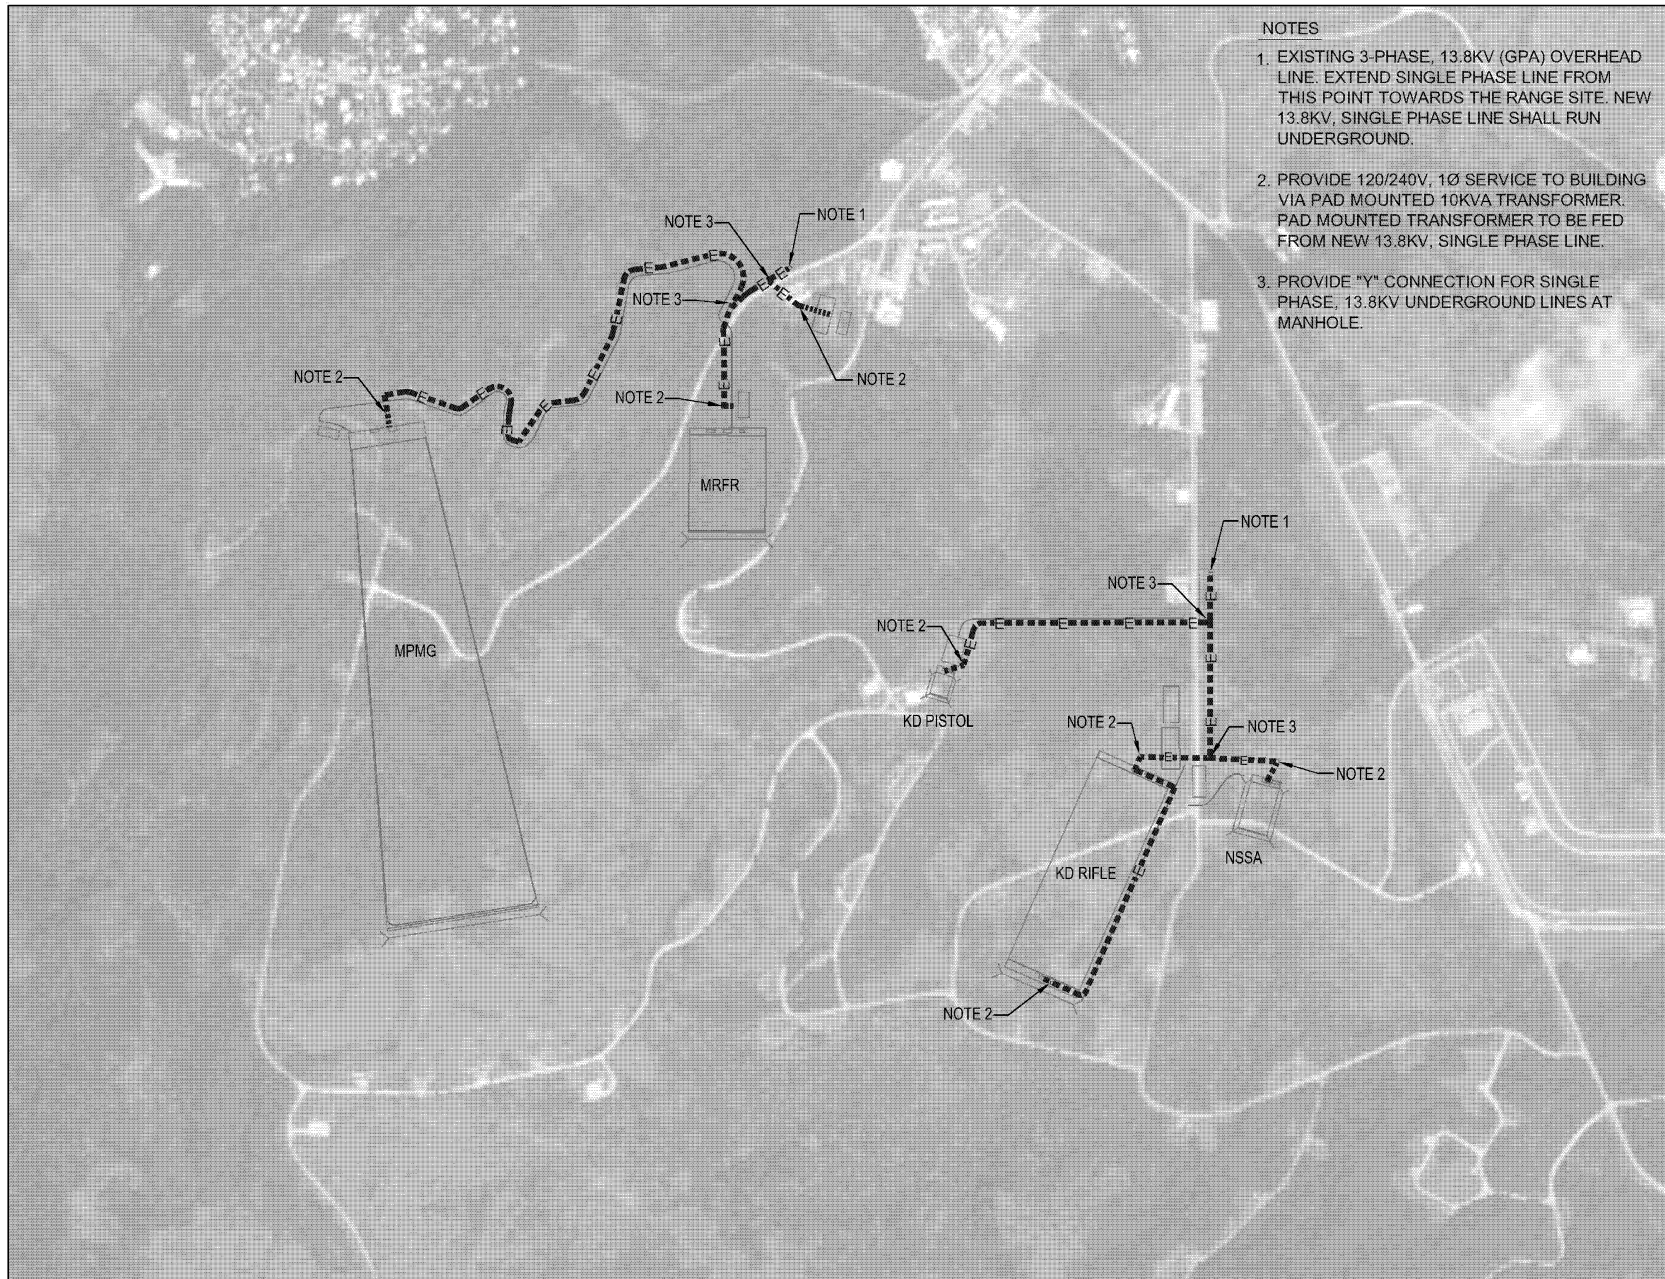 NOTES
1. EXISTING 3-PHASE, 13.8KV (GPA) OVERHEAD
LINE. EXTEND SINGLE PHASE LINE FROM
THIS POINT TOWARDS THE RANGE SITE. NEW
13.8KV, SINGLE PHASE LINE SHALL RUN
UNDERGROUND.
2. PROVIDE 120/240V, 1Ø SERVICE TO BUILDING
VIA PAD MOUNTED 10KVA TRANSFORMER.
PAD MOUNTED TRANSFORMER TO BE FED
FROM NEW 13.8KV, SINGLE PHASE LINE.
3. PROVIDE "Y" CONNECTION FOR SINGLE
PHASE, 13.8KV UNDERGROUND LINES AT
MANHOLE.
NOTE 3
NOTE 1
E
E
E
E
E
NOTE 3
E
E
E
NOTE 2
E
NOTE 2
E
E
NOTE 2
E
E
E
MRFR
NOTE 1
NOTE 3
E
NOTE 2
E
E
E
E
E
MPMG
E
KD PISTOL
NOTE 2
E
NOTE 3
E
E
NOTE 2
NSSA
KD RIFLE
E
NOTE 2